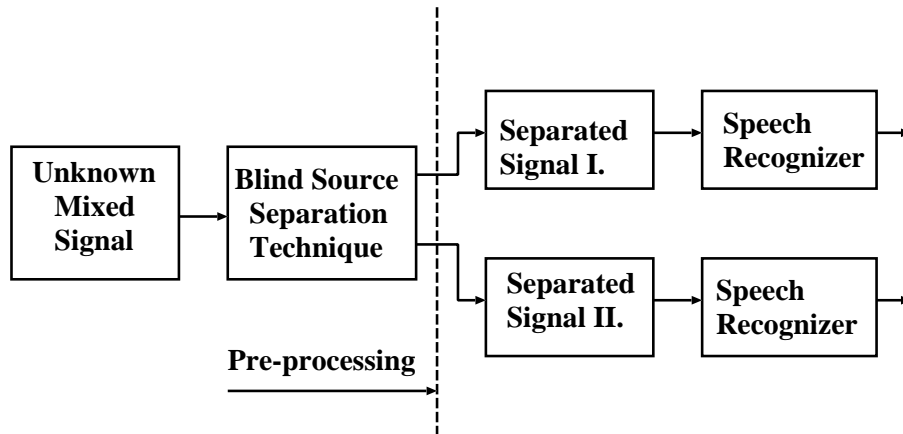 Unknown
Mixed
Signal
Blind Source
Separation
Technique
Separated
Signal I.
Speech
Recognizer
Separated
Signal II.
Speech
Recognizer
Pre-processing